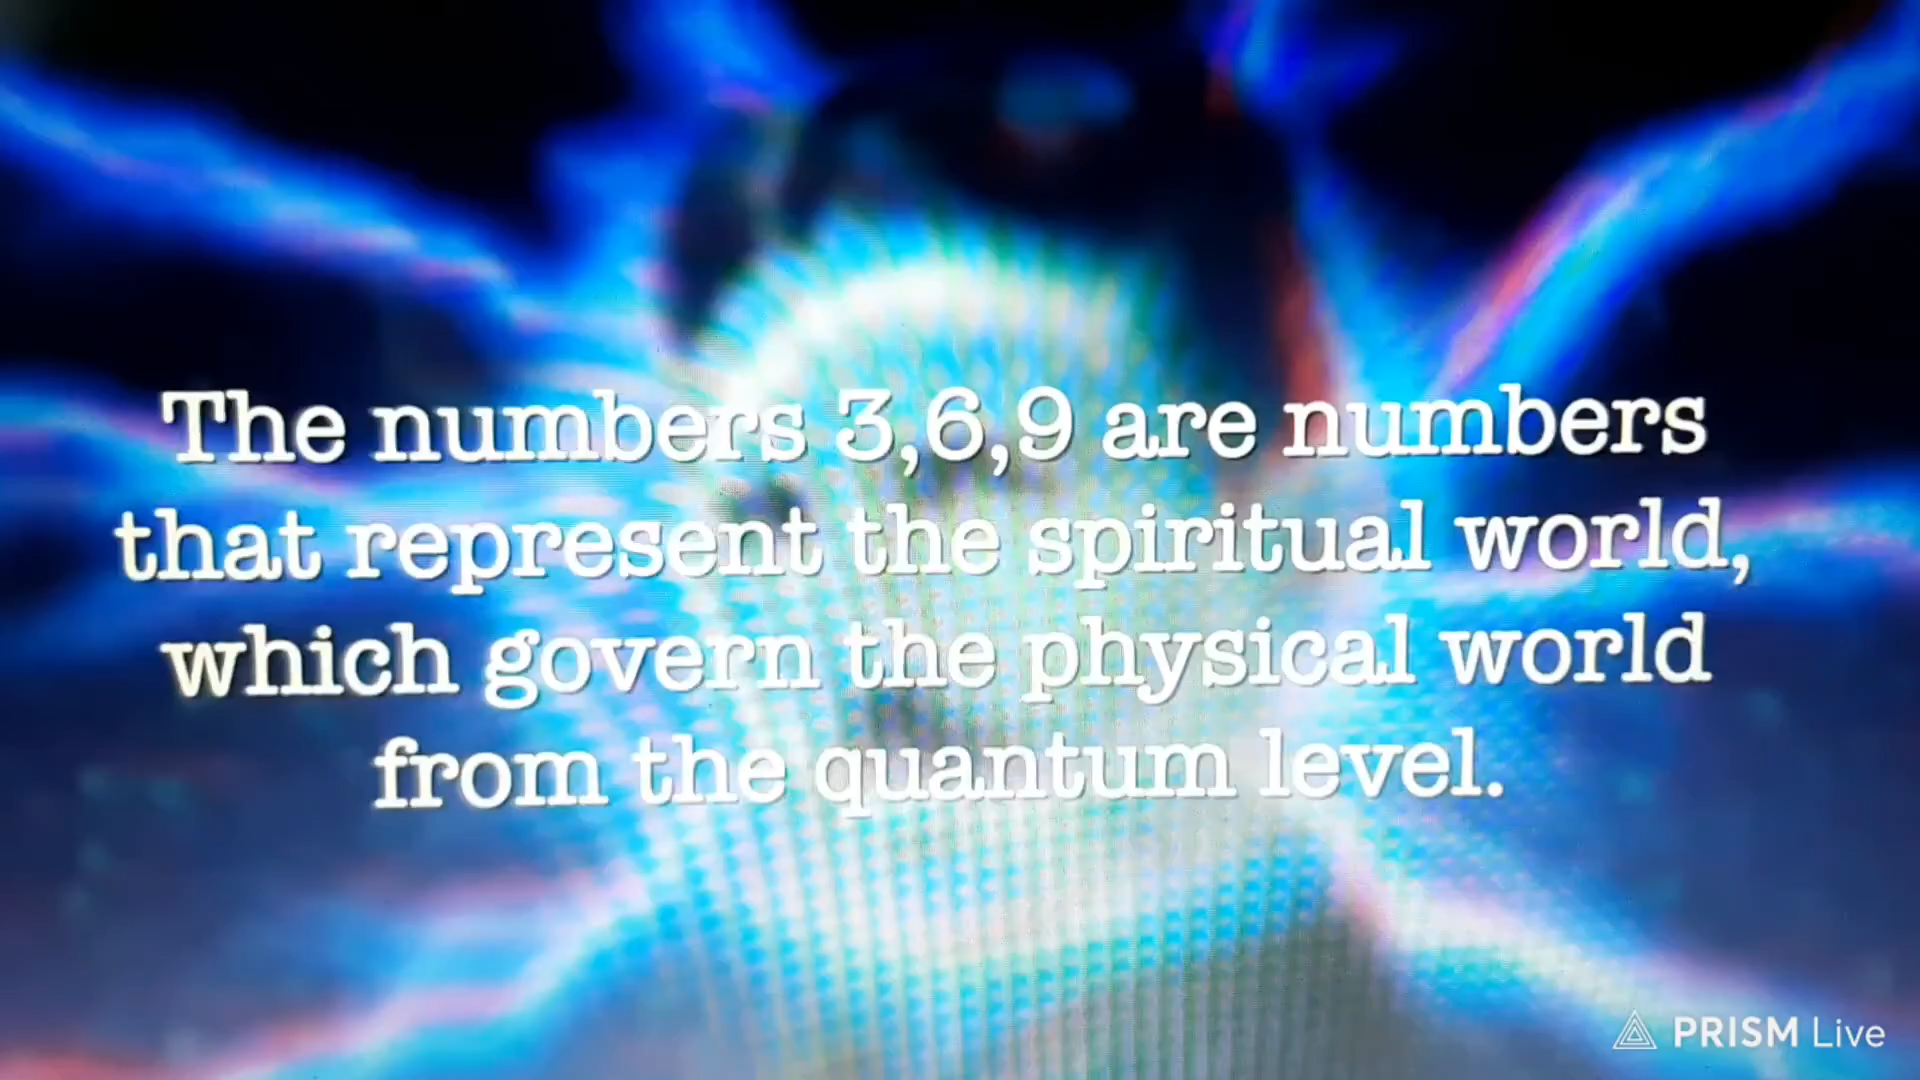 The numbers 3,6,9 are numbers
that represent the spiritual world,
which govern the physical world
from the quantum level.
PRISM Live